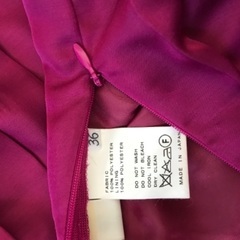 36
FABRIC
100% POLYESTER
LINING
100% POLYESTER
DO NOT WASH
DO NOT BLEACH
COOL IRON
DRY CLEAN
F
MADE IN JAPAN